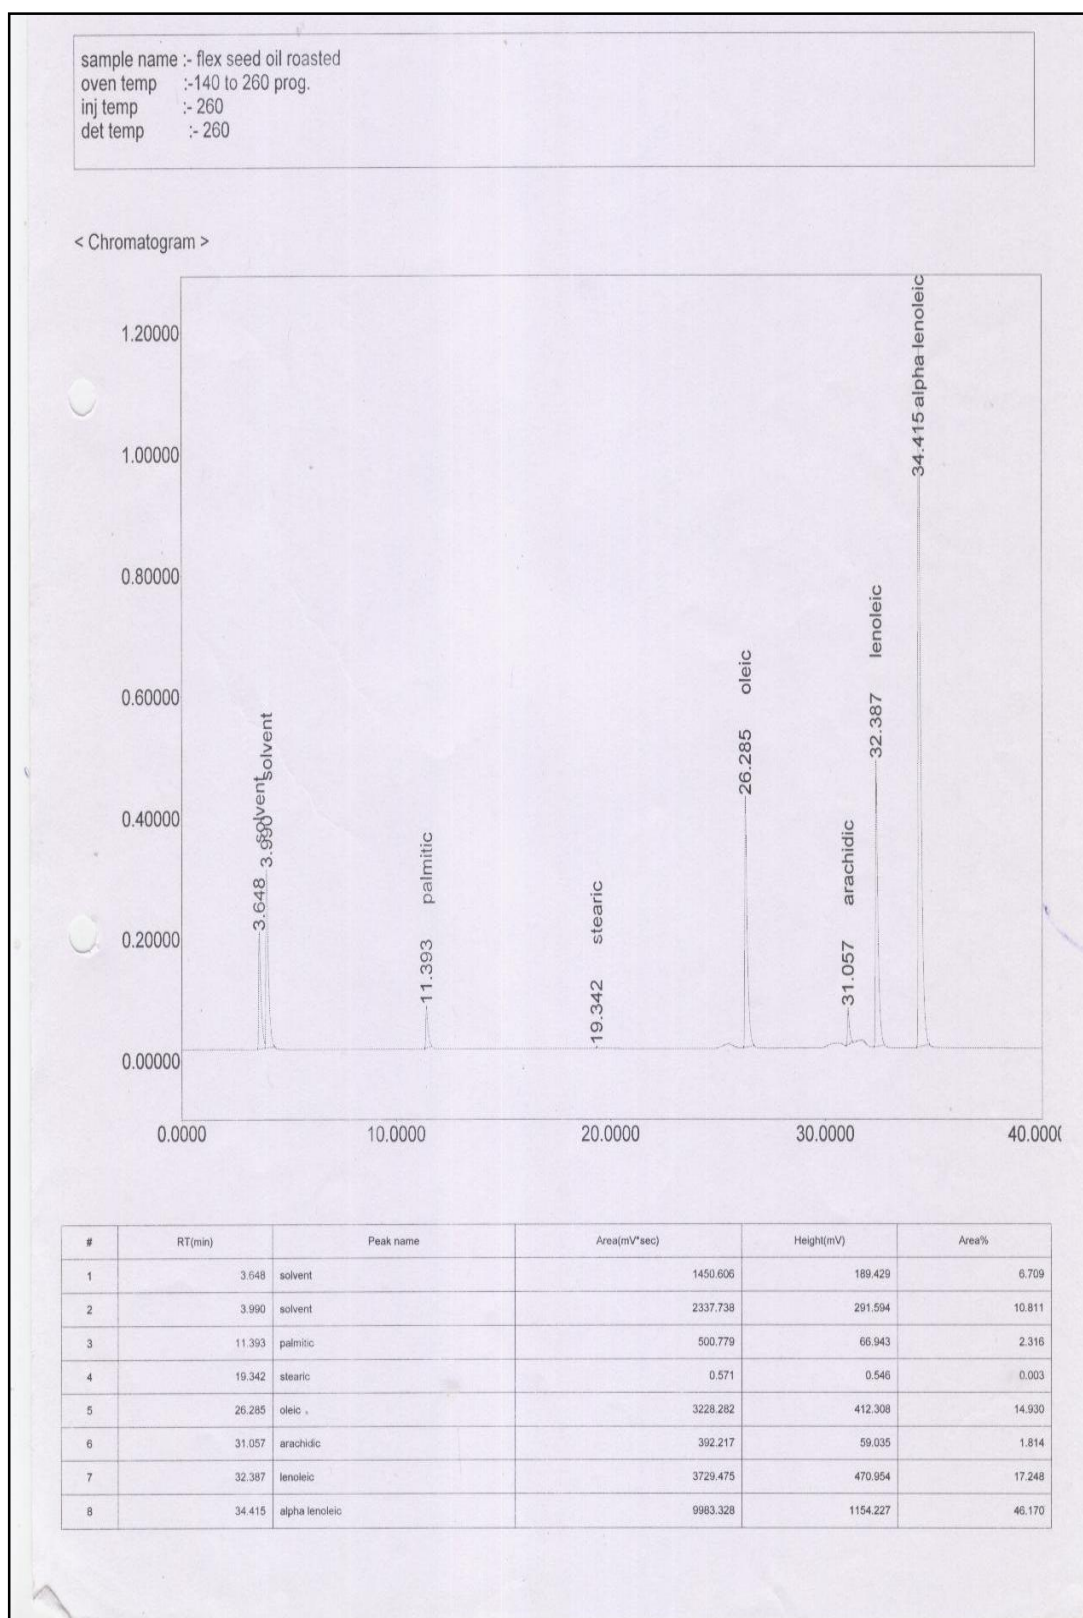 sample name :- flex seed oil roasted
oven temp :-140 to 260 prog.
inj temp :- 260
det temp :- 260
< Chromatogram >
1.20000
1.00000
0.80000
0.60000
0.40000
0.20000
0.00000
3.648 solvent
3.990 solvent
11.393 palmitic
19.342 stearic
26.285 oleic
31.057 arachidic
32.387 lenoleic
34.415 alpha lenoleic
0.0000 10.0000 20.0000 30.0000 40.000(
# RT(min) Peak name Area(mV*sec) Height(mV) Area%
1 3.648 solvent 1450.606 189.429 6.709
2 3.990 solvent 2337.738 291.594 10.811
3 11.393 palmitic 500.779 66.943 2.316
4 19.342 stearic 0.571 0.546 0.003
5 26.285 oleic 3228.282 412.308 14.930
6 31.057 arachidic 392.217 59.035 1.814
7 32.387 lenoleic 3729.475 470.954 17.248
8 34.415 alpha lenoleic 9983.328 1154.227 46.170